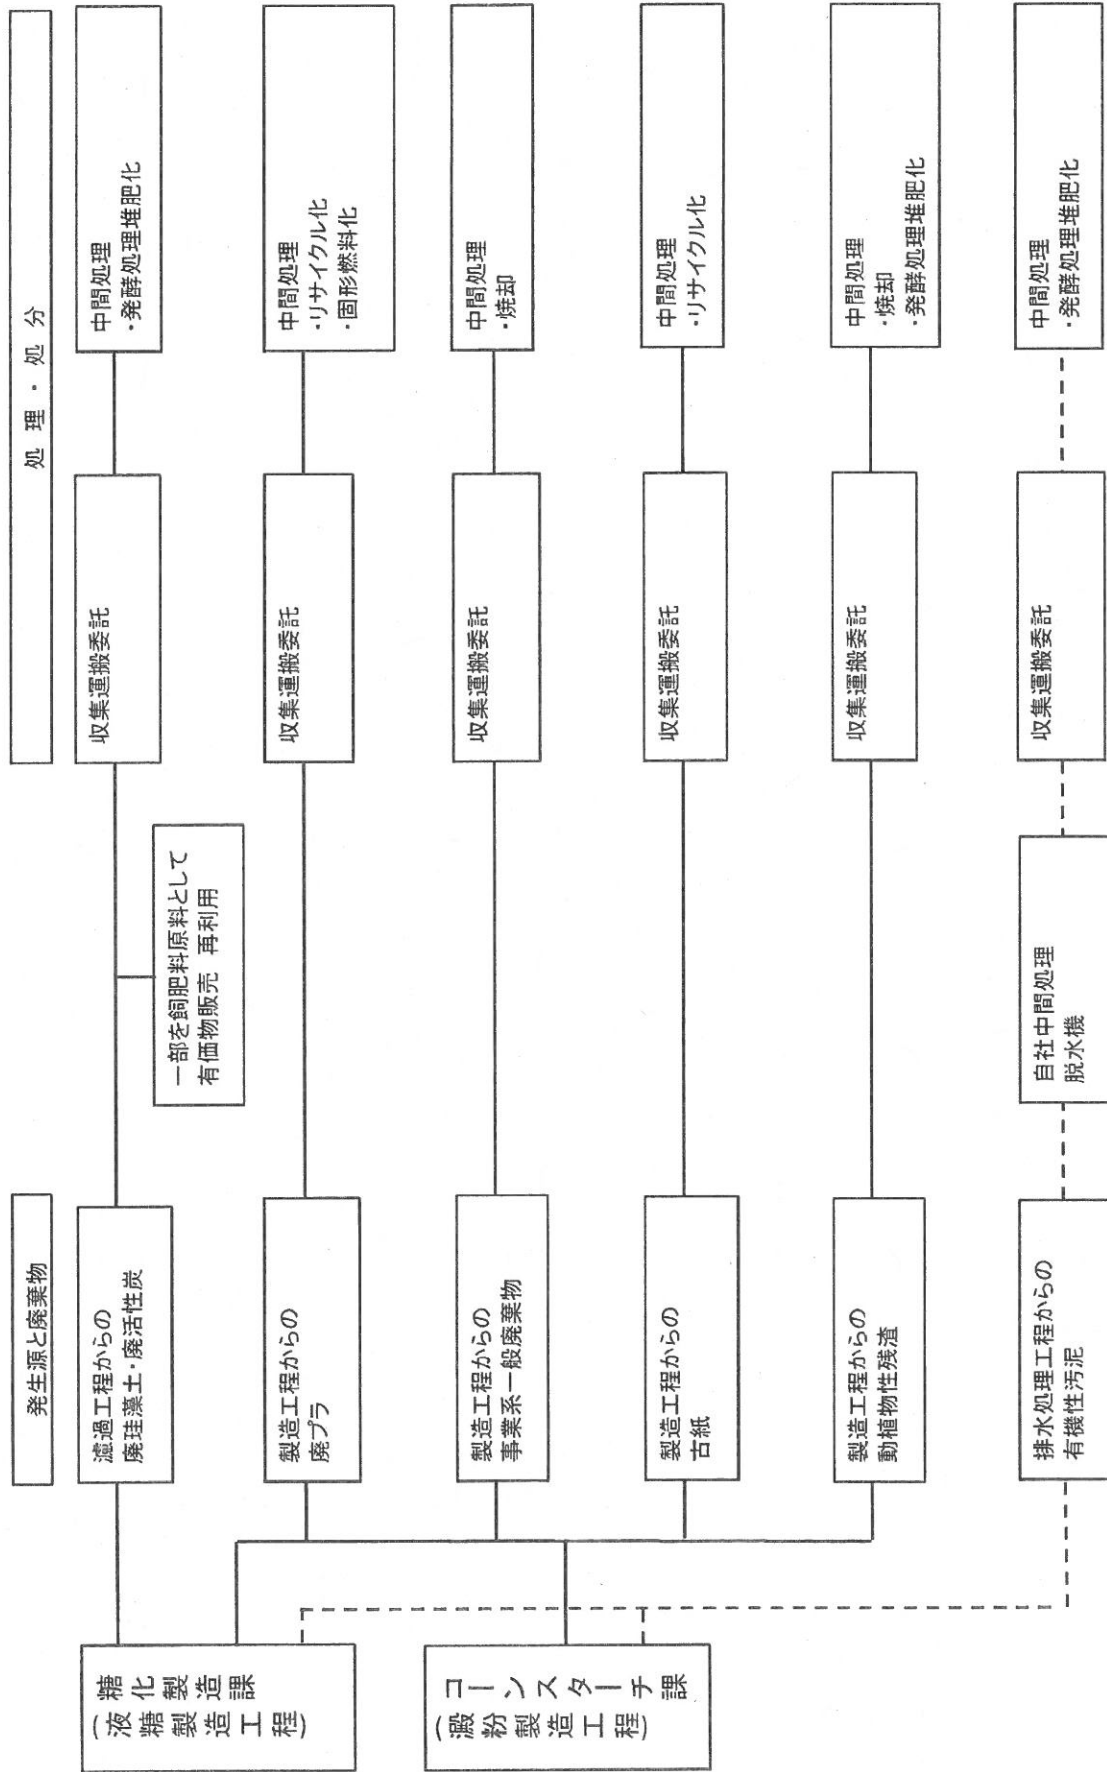 発生源と廃棄物
処理・処分
糖化製造課
(液糖製造工程)
コーンスターチ課
(澱粉製造工程)
濾過工程からの
廃珪藻土・廃活性炭
一部を飼肥料原料として
有価物販売 再利用
収集運搬委託
中間処理
・発酵処理堆肥化
製造工程からの
廃プラ
収集運搬委託
中間処理
・リサイクル化
・固形燃料化
製造工程からの
事業系一般廃棄物
収集運搬委託
中間処理
・焼却
製造工程からの
古紙
収集運搬委託
中間処理
・リサイクル化
製造工程からの
動植物性残渣
収集運搬委託
中間処理
・焼却
・発酵処理堆肥化
排水処理工程からの
有機性汚泥
自社中間処理
脱水機
収集運搬委託
中間処理
・発酵処理堆肥化